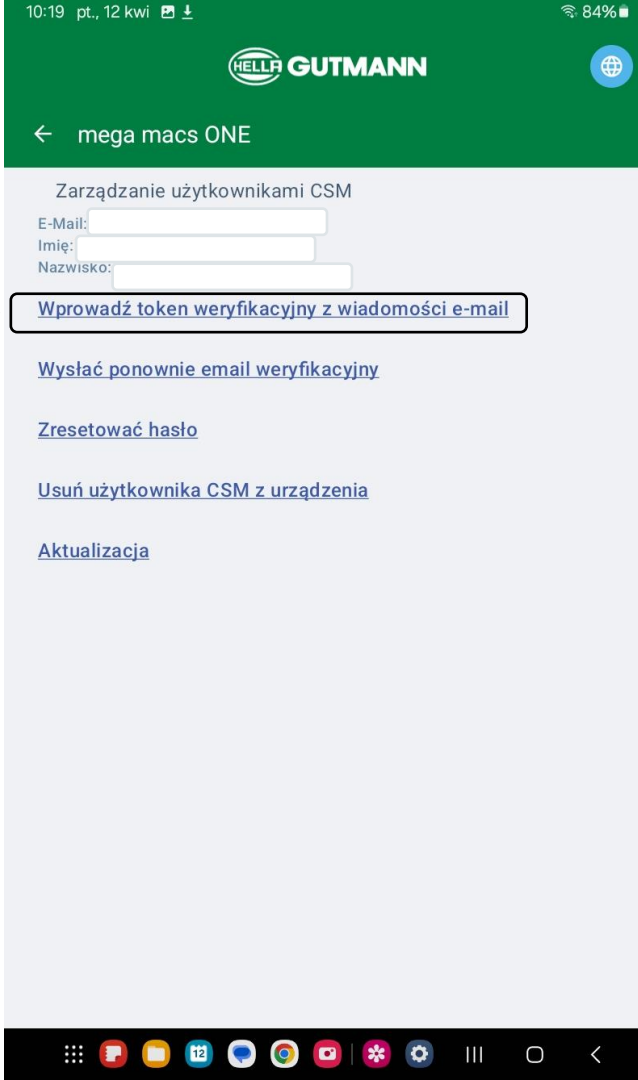 10:19 pt., 12 kwi 84%
HELLA GUTMANN
mega macs ONE
Zarządzanie użytkownikami CSM
E-Mail:
Imię:
Nazwisko:
Wprowadź token weryfikacyjny z wiadomości e-mail
Wysłać ponownie email weryfikacyjny
Zresetować hasło
Usuń użytkownika CSM z urządzenia
Aktualizacja
12